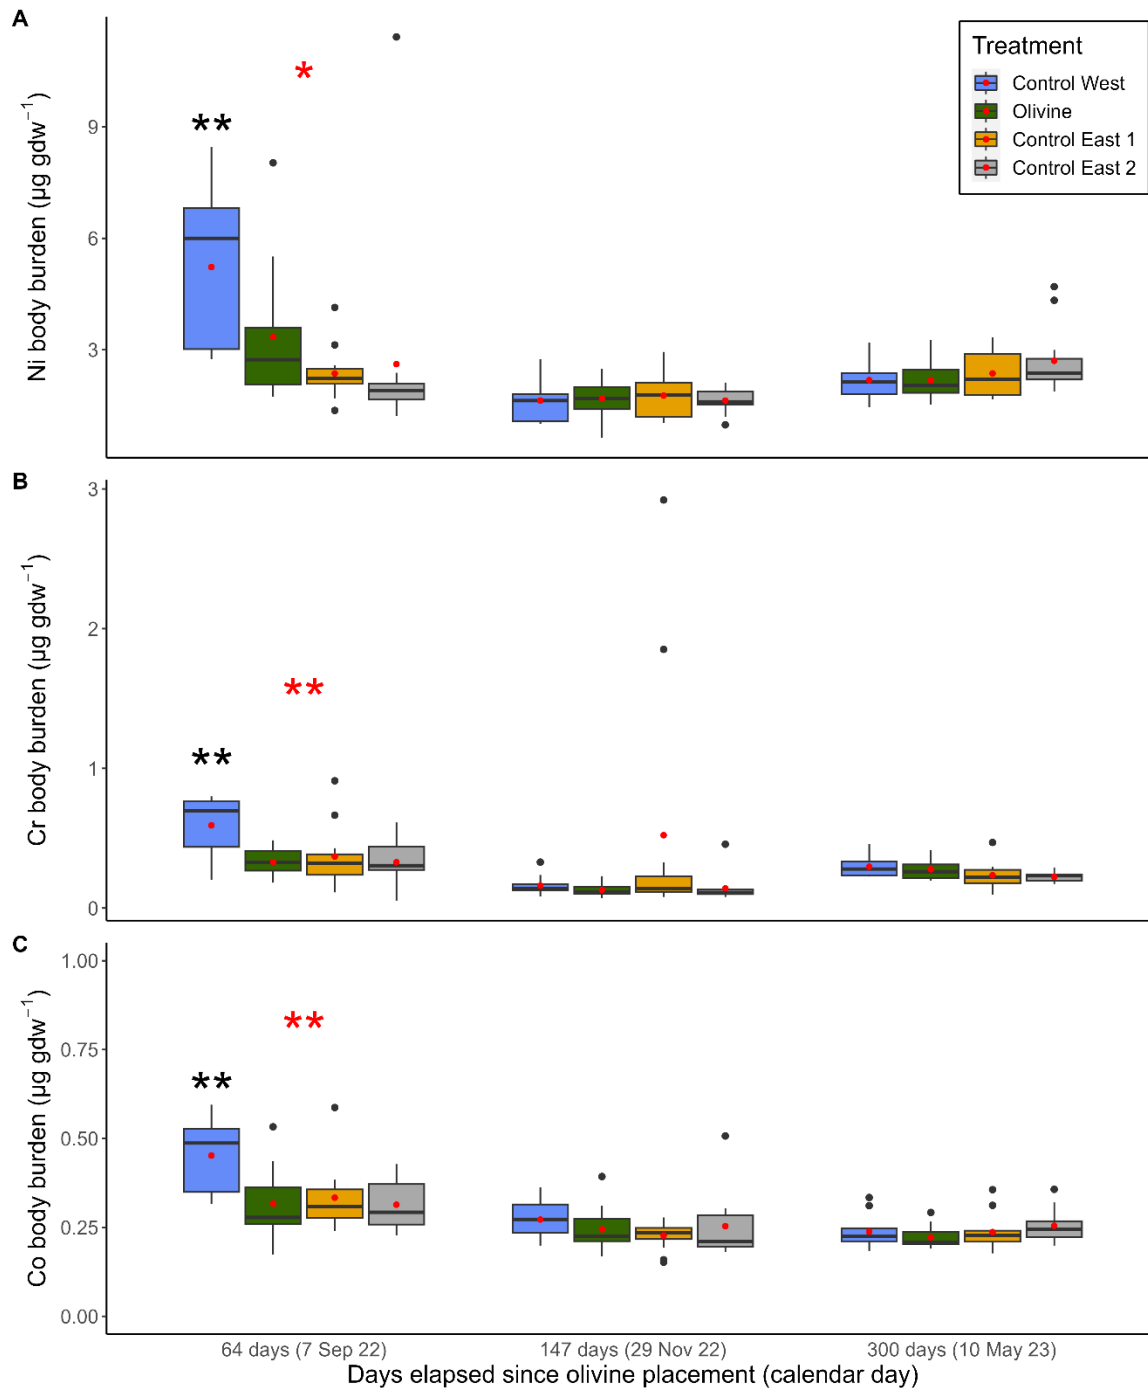 A
Ni body burden (µg gdw⁻¹)
9
6
3
*
**
Treatment
Control West
Olivine
Control East 1
Control East 2
B
Cr body burden (µg gdw⁻¹)
3
2
1
0
**
**
C
Co body burden (µg gdw⁻¹)
1.00
0.75
0.50
0.25
0.00
**
**
64 days (7 Sep 22)
147 days (29 Nov 22)
300 days (10 May 23)
Days elapsed since olivine placement (calendar day)